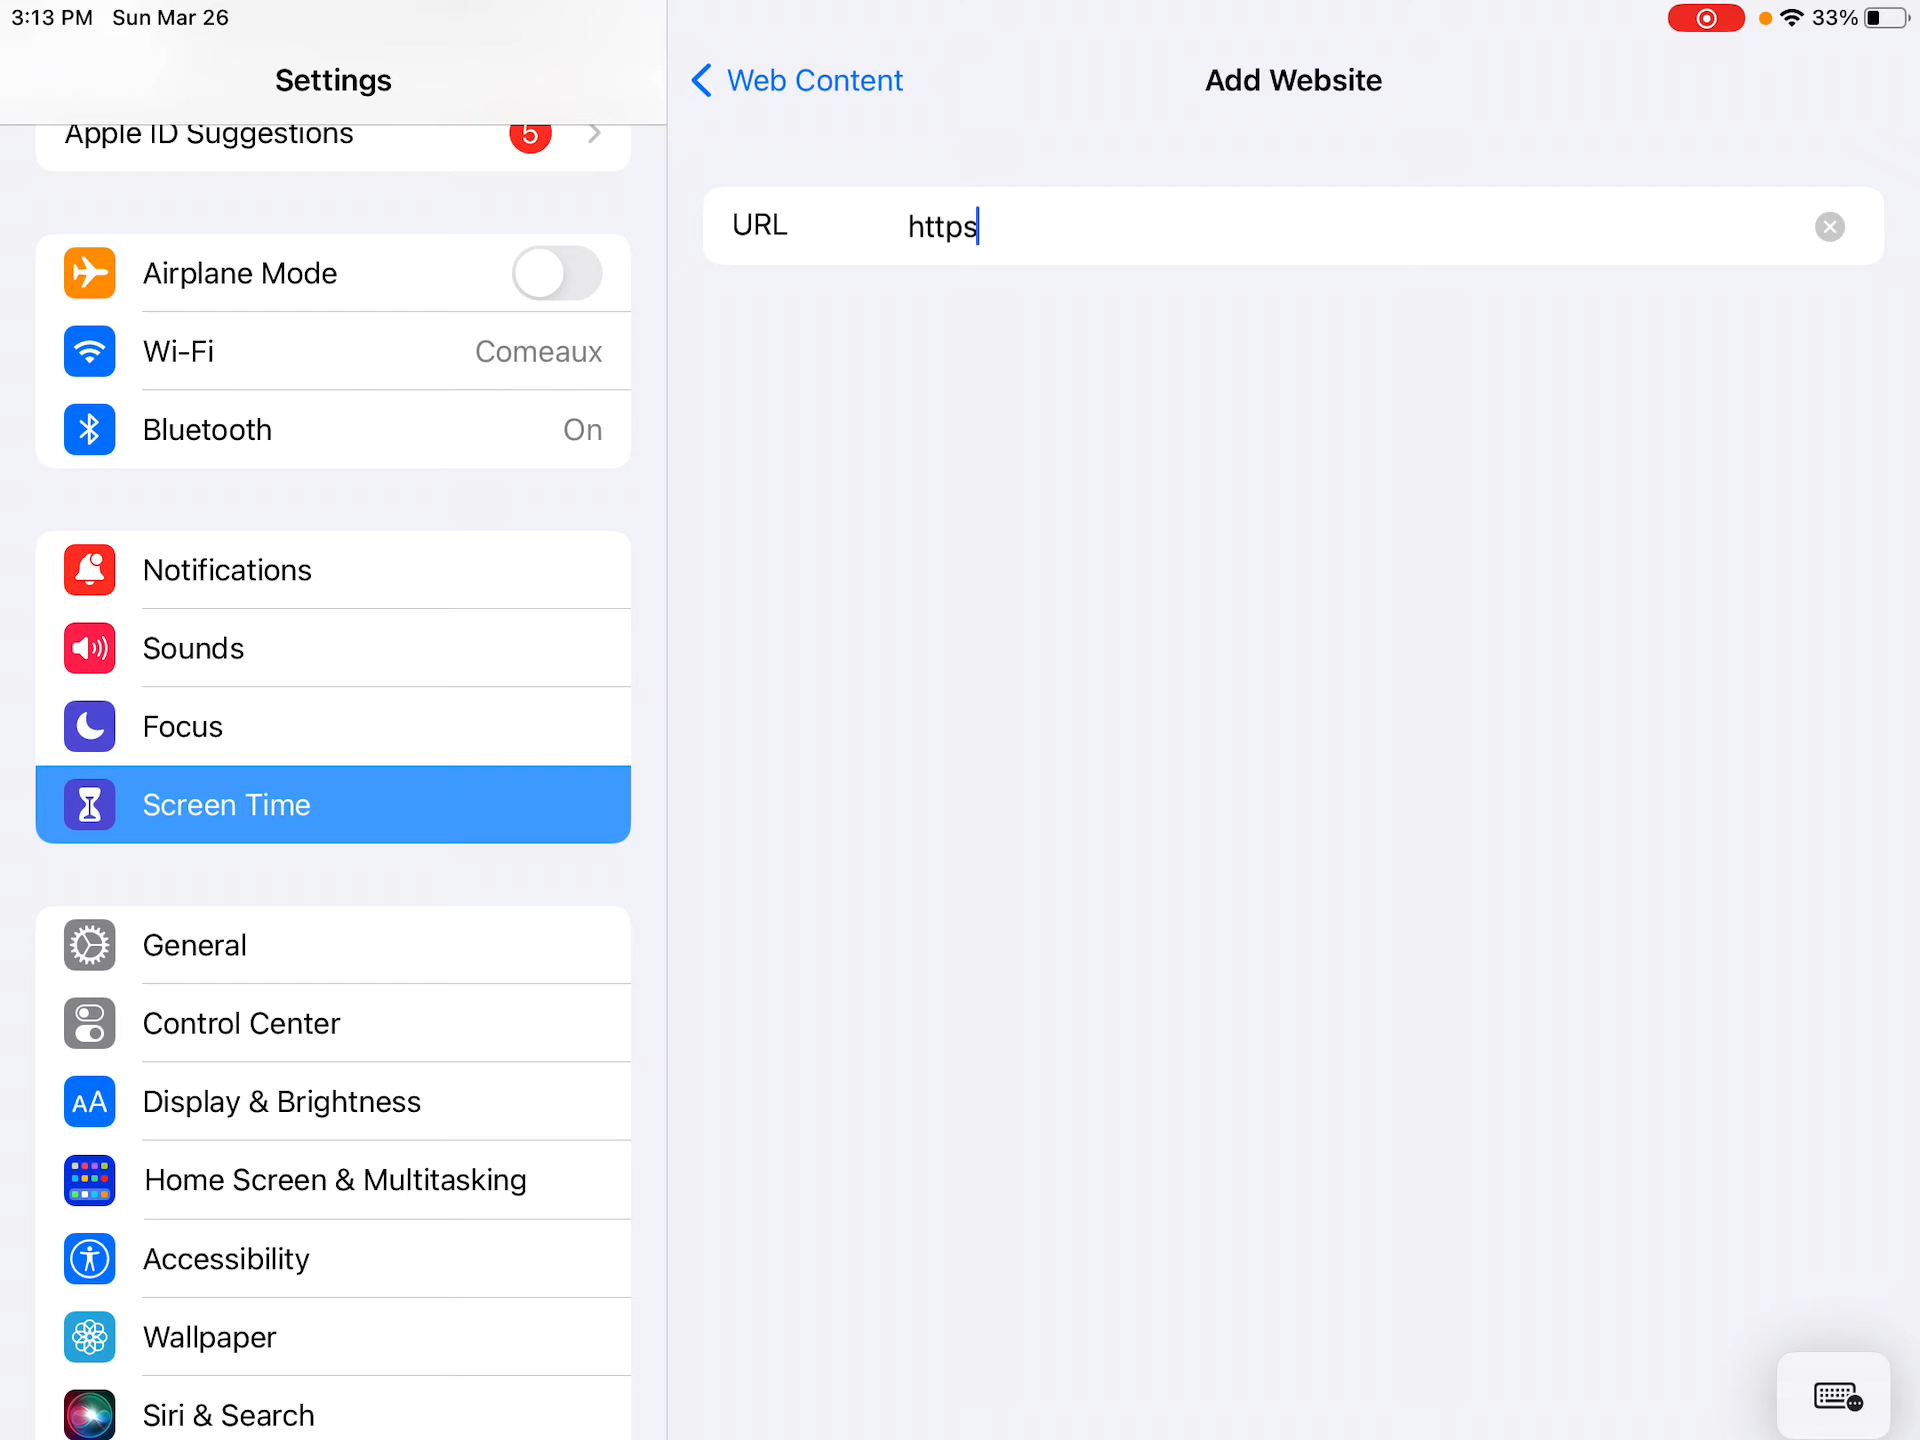 3:13 PM Sun Mar 26
33%
Settings
Apple ID Suggestions 5
Airplane Mode
Wi-Fi Comeaux
Bluetooth On
Notifications
Sounds
Focus
Screen Time
General
Control Center
AA Display & Brightness
Home Screen & Multitasking
Accessibility
Wallpaper
Siri & Search
Web Content
Add Website
URL https